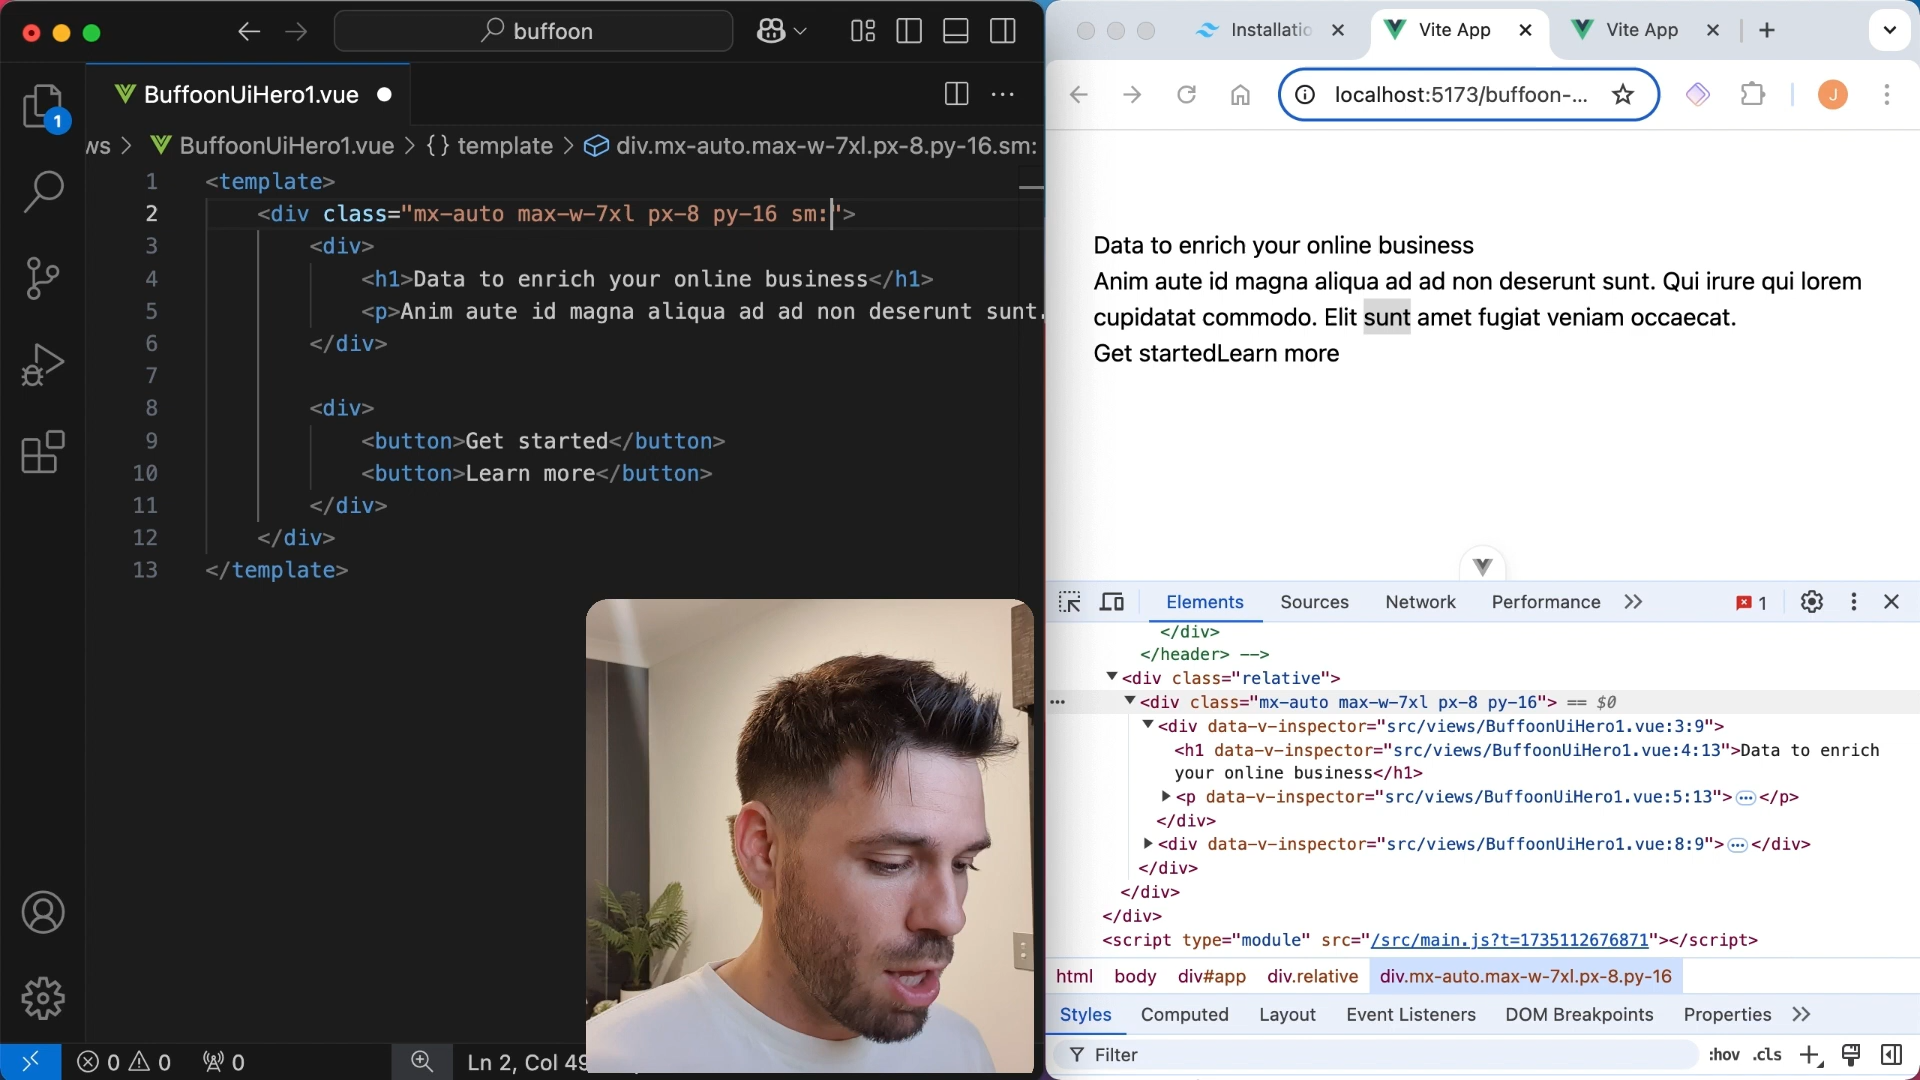 buffoon
BuffoonUiHero1.vue
1
ws > BuffoonUiHero1.vue > {} template > div.mx-auto.max-w-7xl.px-8.py-16.sm:
1 <template>
2 <div class="mx-auto max-w-7xl px-8 py-16 sm:">
3 <div>
4 <h1>Data to enrich your online business</h1>
5 <p>Anim aute id magna aliqua ad ad non deserunt sunt.
6 </div>
7
8 <div>
9 <button>Get started</button>
10 <button>Learn more</button>
11 </div>
12 </div>
13 </template>
0 0 0
Ln 2, Col 49
Installatio
Vite App
Vite App
localhost:5173/buffoon-...
J
Data to enrich your online business
Anim aute id magna aliqua ad ad non deserunt sunt. Qui irure qui lorem
cupidatat commodo. Elit sunt amet fugiat veniam occaecat.
Get startedLearn more
Elements Sources Network Performance 1
</div>
</header> -->
<div class="relative">
<div class="mx-auto max-w-7xl px-8 py-16"> == $0
<div data-v-inspector="src/views/BuffoonUiHero1.vue:3:9">
<h1 data-v-inspector="src/views/BuffoonUiHero1.vue:4:13">Data to enrich
your online business</h1>
<p data-v-inspector="src/views/BuffoonUiHero1.vue:5:13">…</p>
</div>
<div data-v-inspector="src/views/BuffoonUiHero1.vue:8:9">…</div>
</div>
</div>
</div>
<script type="module" src="/src/main.js?t=1735112676871"></script>
html body div#app div.relative div.mx-auto.max-w-7xl.px-8.py-16
Styles Computed Layout Event Listeners DOM Breakpoints Properties
Filter :hov .cls